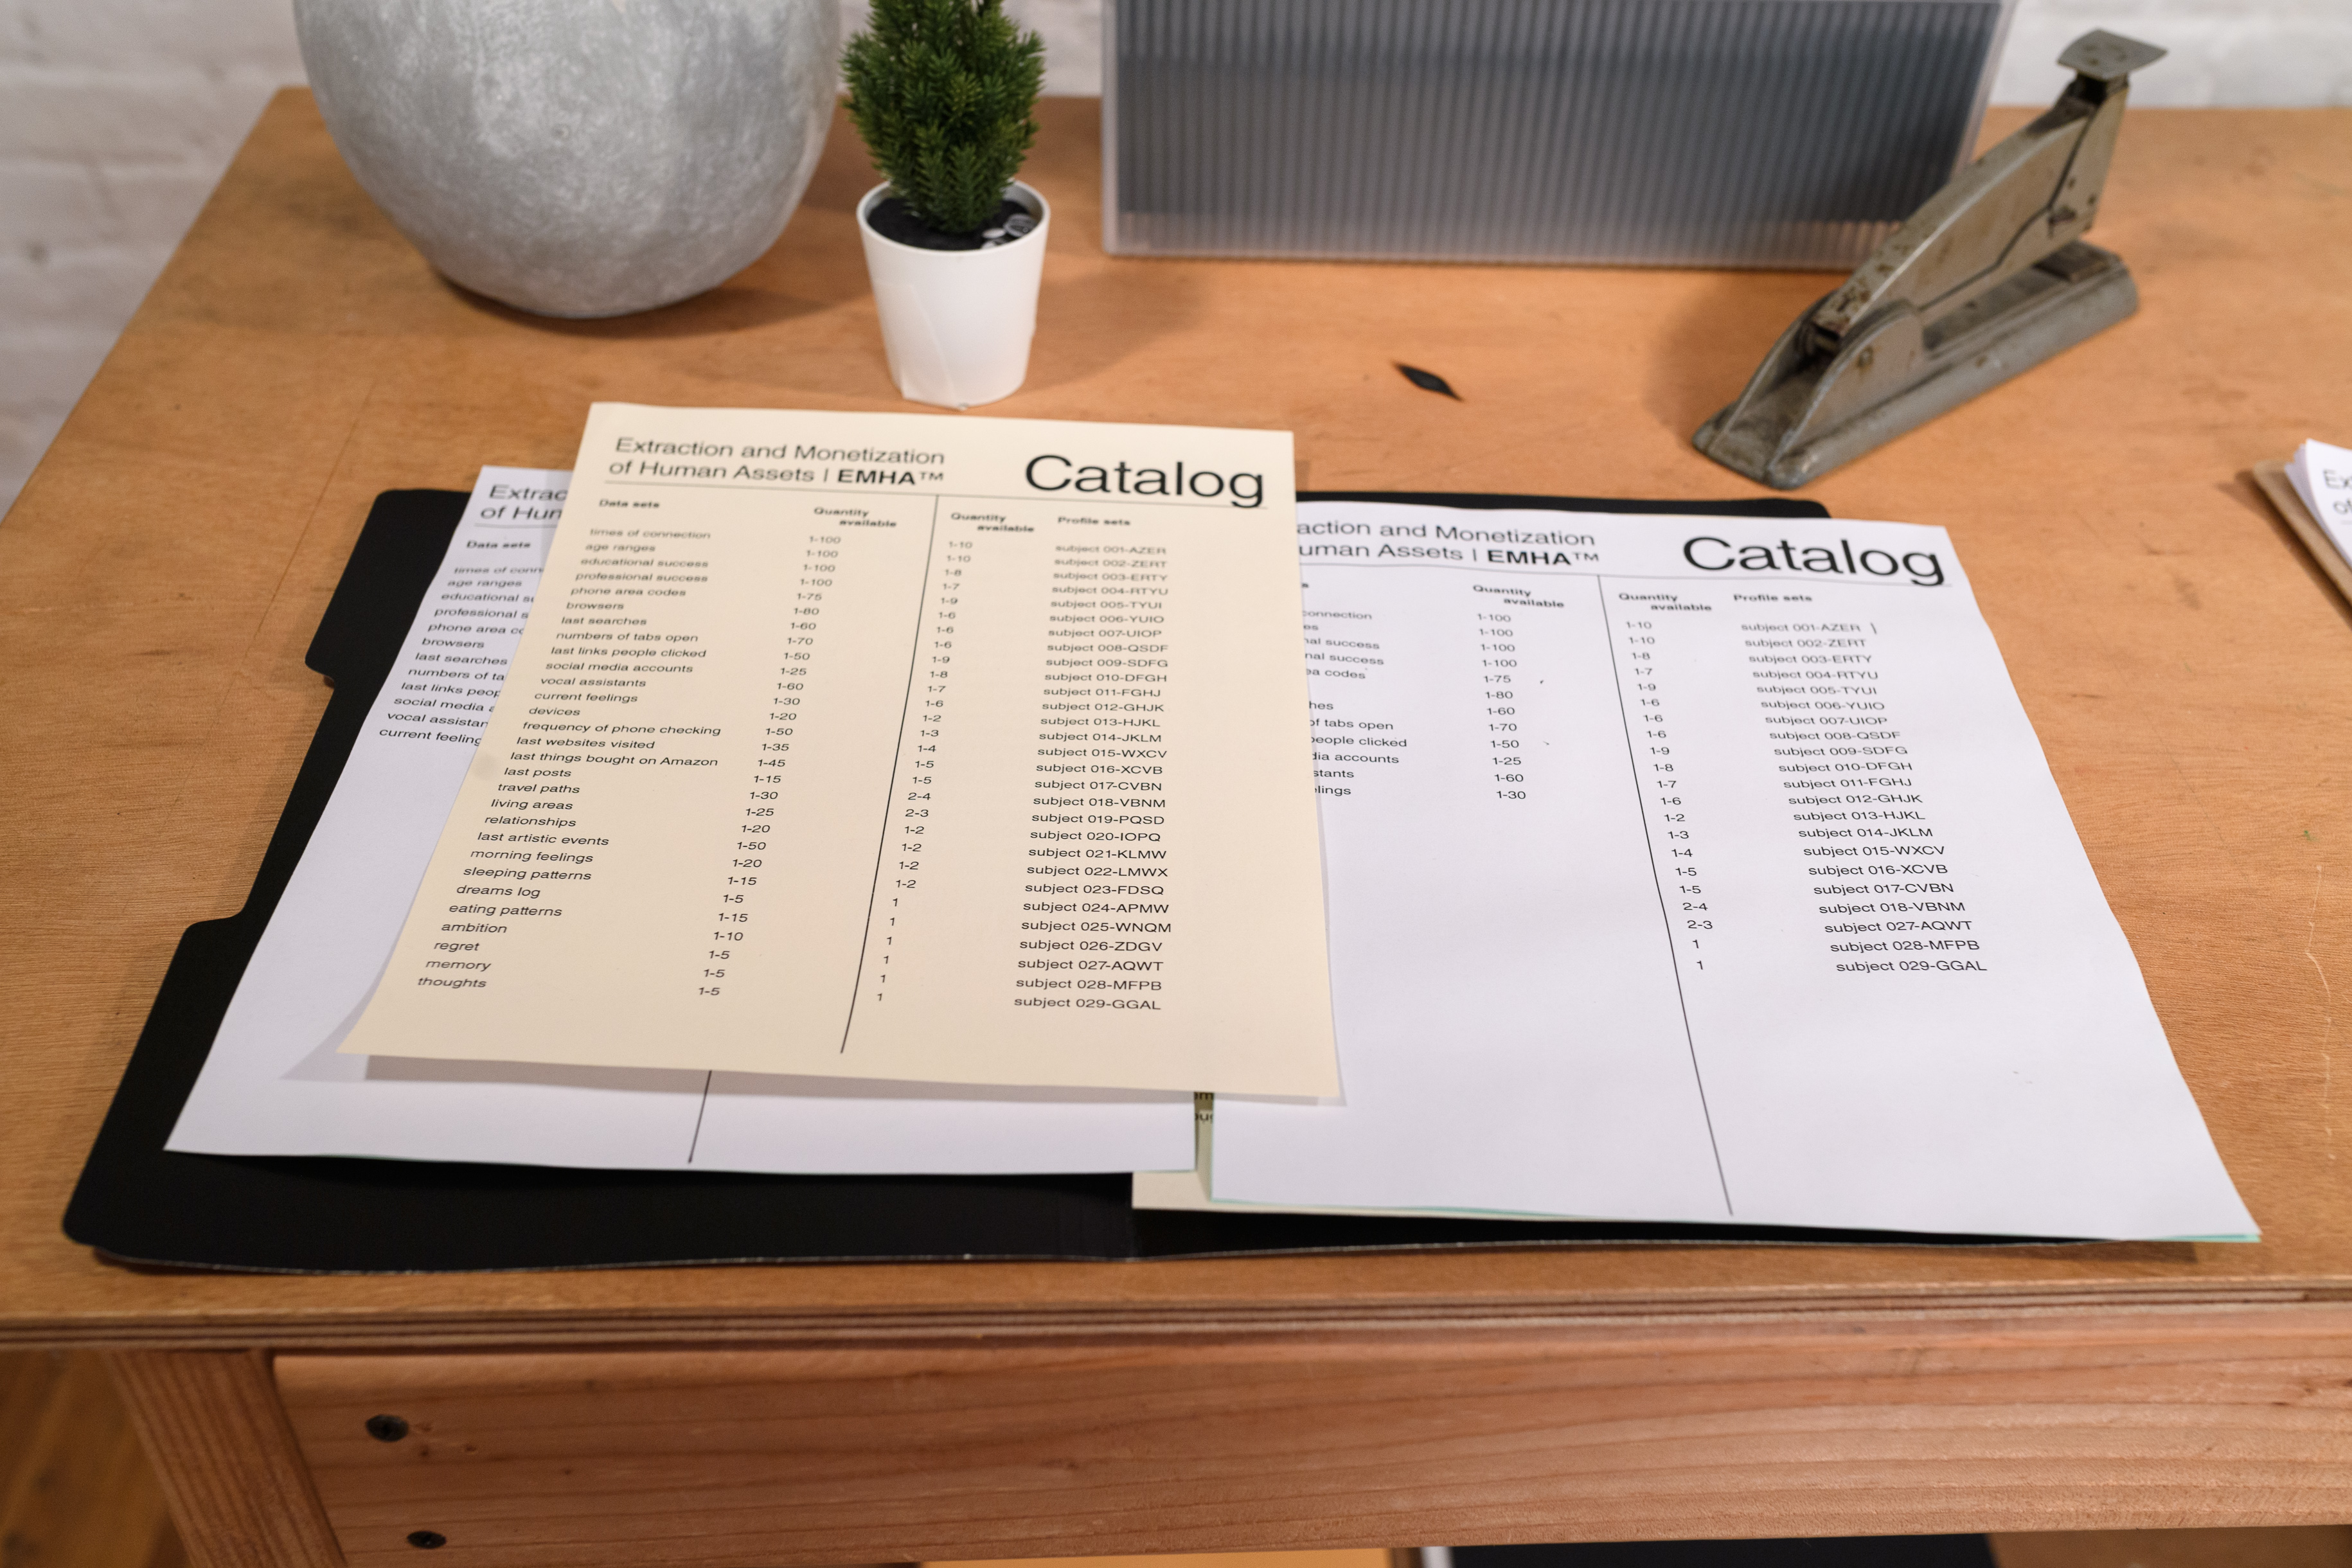 Extraction and Monetization
of Human Assets | EMHA™
Catalog
Data sets Quantity available Quantity available Profile sets
times of connection 1-100 1-10 subject 001-AZER
age ranges 1-100 1-10 subject 002-ZERT
educational success 1-100 1-8 subject 003-ERTY
professional success 1-100 1-7 subject 004-RTYU
phone area codes 1-75 1-9 subject 005-TYUI
browsers 1-80 1-6 subject 006-YUIO
last searches 1-60 1-6 subject 007-UIOP
numbers of tabs open 1-70 1-6 subject 008-QSDF
last links people clicked 1-50 1-9 subject 009-SDFG
social media accounts 1-25 1-8 subject 010-DFGH
vocal assistants 1-60 1-7 subject 011-FGHJ
current feelings 1-30 1-6 subject 012-GHJK
devices 1-20 1-2 subject 013-HJKL
frequency of phone checking 1-50 1-3 subject 014-JKLM
last websites visited 1-35 1-4 subject 015-WXCV
last things bought on Amazon 1-45 1-5 subject 016-XCVB
last posts 1-15 1-5 subject 017-CVBN
travel paths 1-30 2-4 subject 018-VBNM
living areas 1-25 2-3 subject 019-PQSD
relationships 1-20 1-2 subject 020-IOPQ
last artistic events 1-50 1-2 subject 021-KLMW
morning feelings 1-20 1-2 subject 022-LMWX
sleeping patterns 1-15 1-2 subject 023-FDSQ
dreams log 1-5 1 subject 024-APMW
eating patterns 1-15 1 subject 025-WNQM
ambition 1-10 1 subject 026-ZDGV
regret 1-5 1 subject 027-AQWT
memory 1-5 1 subject 028-MFPB
thoughts 1-5 1 subject 029-GGAL
Extrac
of Hun
Data sets
times of conn
age ranges
educational su
professional s
phone area co
browsers
last searches
numbers of ta
last links peop
social media a
vocal assistan
current feeling
action and Monetization
uman Assets | EMHA™
Catalog
Quantity available Quantity available Profile sets
onnection 1-100 1-10 subject 001-AZER
es 1-100 1-10 subject 002-ZERT
nal success 1-100 1-8 subject 003-ERTY
nal success 1-100 1-7 subject 004-RTYU
ea codes 1-75 1-9 subject 005-TYUI
1-80 1-6 subject 006-YUIO
hes 1-60 1-6 subject 007-UIOP
of tabs open 1-70 1-6 subject 008-QSDF
people clicked 1-50 1-9 subject 009-SDFG
dia accounts 1-25 1-8 subject 010-DFGH
stants 1-60 1-7 subject 011-FGHJ
lings 1-30 1-6 subject 012-GHJK
1-2 subject 013-HJKL
1-3 subject 014-JKLM
1-4 subject 015-WXCV
1-5 subject 016-XCVB
1-5 subject 017-CVBN
2-4 subject 018-VBNM
2-3 subject 027-AQWT
1 subject 028-MFPB
1 subject 029-GGAL
Ex
of